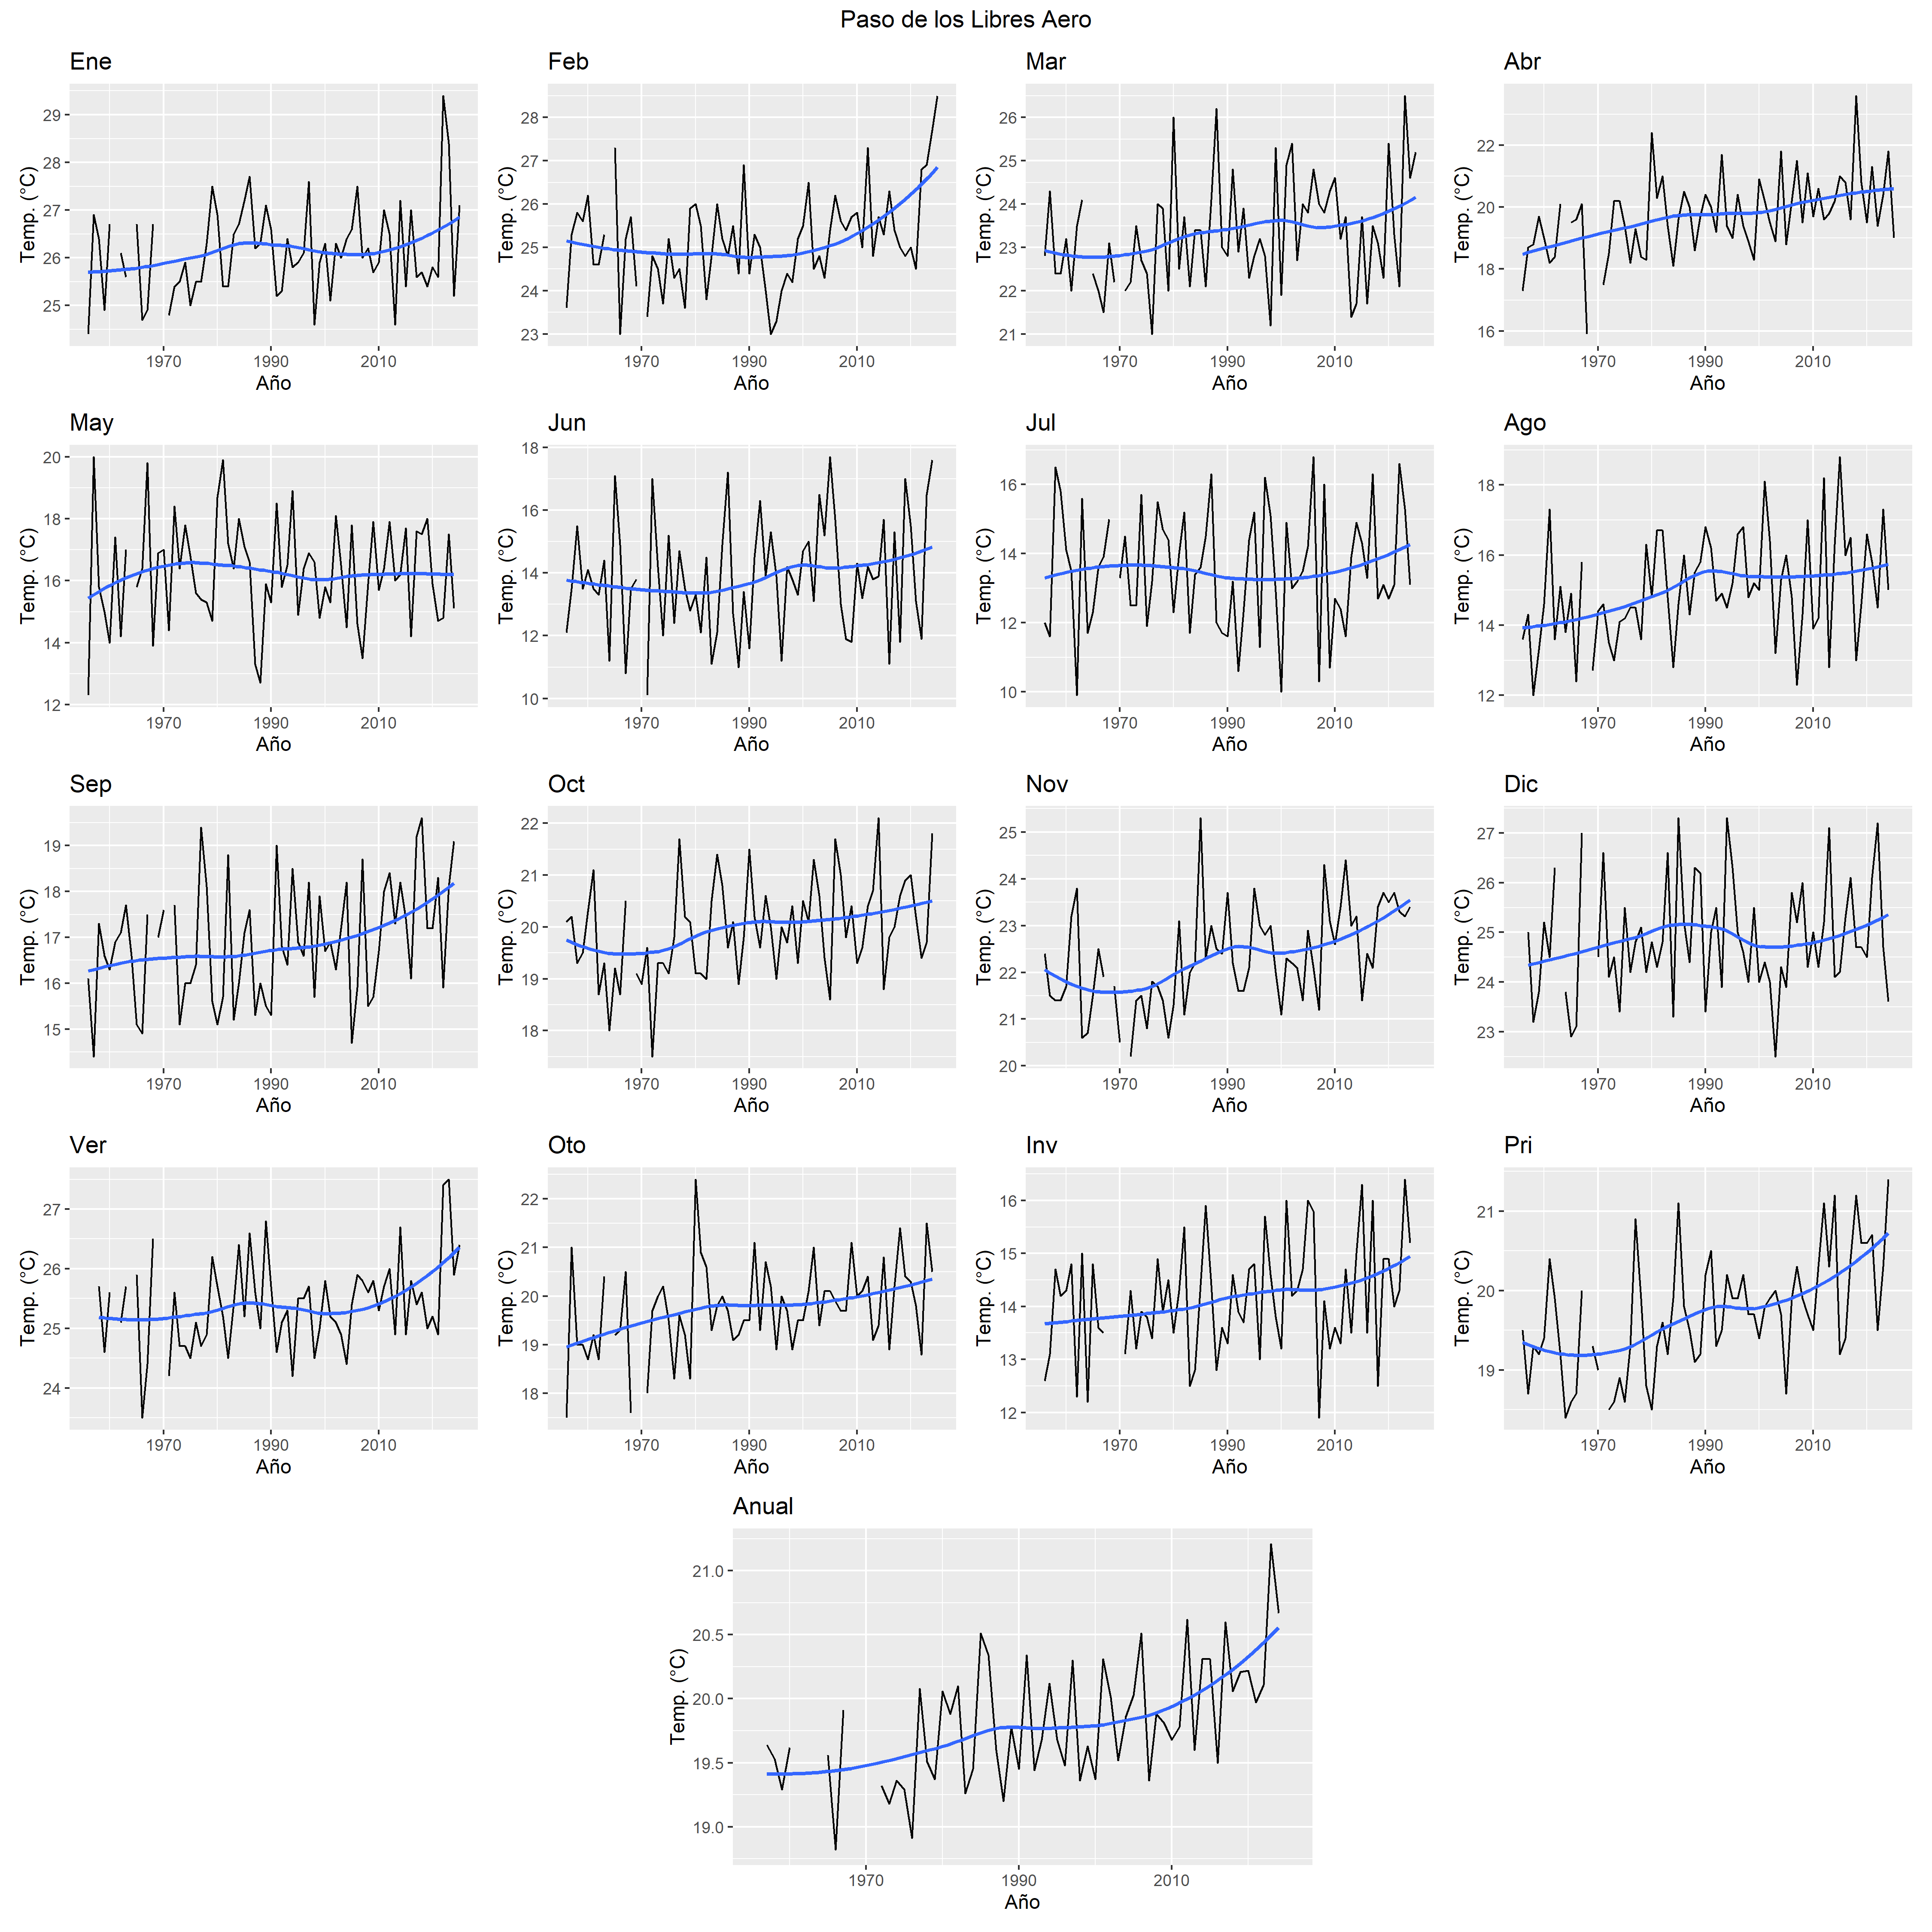 Paso de los Libres Aero
Ene
Feb
Mar
Abr
Temp. (°C)
29
28
27
26
25
1970
1990
2010
Año
Temp. (°C)
28
27
26
25
24
23
1970
1990
2010
Año
Temp. (°C)
26
25
24
23
22
21
1970
1990
2010
Año
Temp. (°C)
22
20
18
16
1970
1990
2010
Año
May
Jun
Jul
Ago
Temp. (°C)
20
18
16
14
12
1970
1990
2010
Año
Temp. (°C)
18
16
14
12
10
1970
1990
2010
Año
Temp. (°C)
16
14
12
10
1970
1990
2010
Año
Temp. (°C)
18
16
14
12
1970
1990
2010
Año
Sep
Oct
Nov
Dic
Temp. (°C)
19
18
17
16
15
1970
1990
2010
Año
Temp. (°C)
22
21
20
19
18
1970
1990
2010
Año
Temp. (°C)
25
24
23
22
21
20
1970
1990
2010
Año
Temp. (°C)
27
26
25
24
23
1970
1990
2010
Año
Ver
Oto
Inv
Pri
Temp. (°C)
27
26
25
24
1970
1990
2010
Año
Temp. (°C)
22
21
20
19
18
1970
1990
2010
Año
Temp. (°C)
16
15
14
13
12
1970
1990
2010
Año
Temp. (°C)
21
20
19
1970
1990
2010
Año
Anual
Temp. (°C)
21.0
20.5
20.0
19.5
19.0
1970
1990
2010
Año